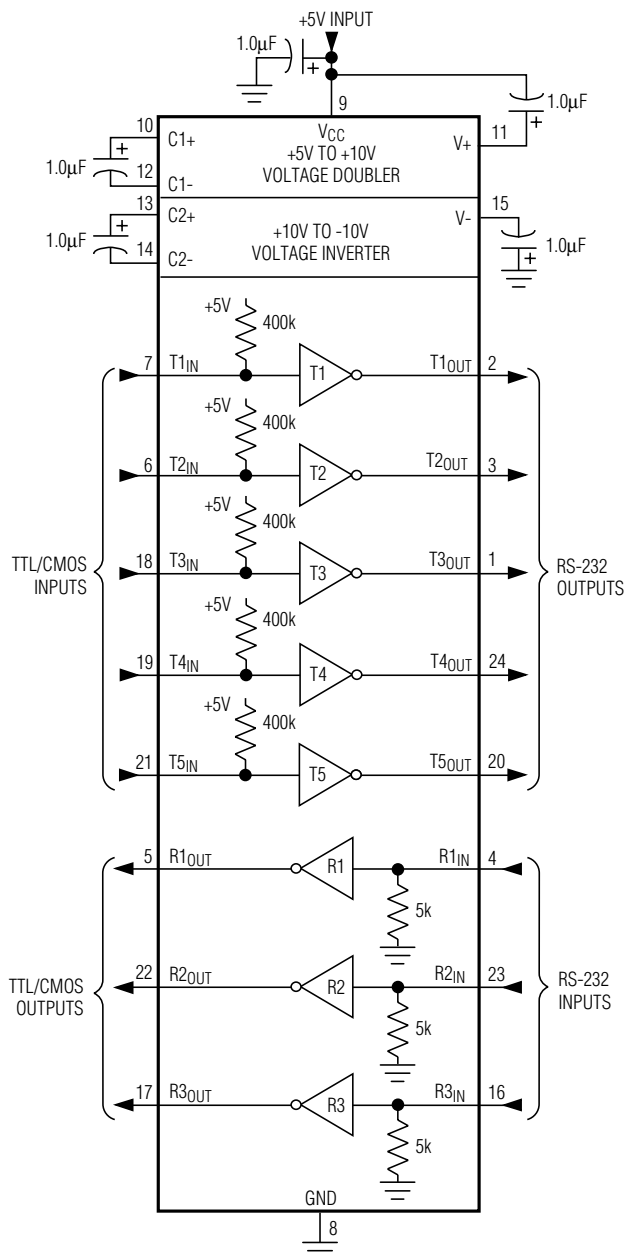 +5V INPUT
1.0µF
+
9
1.0µF
+
10
C1+
VCC
+5V TO +10V
VOLTAGE DOUBLER
V+
11
1.0µF
+
12
C1-
13
C2+
+10V TO -10V
VOLTAGE INVERTER
V-
15
1.0µF
+
14
C2-
1.0µF
+
+5V
400k
7
T1IN
T1
T1OUT
2
+5V
400k
6
T2IN
T2
T2OUT
3
+5V
400k
TTL/CMOS
INPUTS
18
T3IN
T3
T3OUT
1
RS-232
OUTPUTS
+5V
400k
19
T4IN
T4
T4OUT
24
+5V
400k
21
T5IN
T5
T5OUT
20
5
R1OUT
R1
R1IN
4
5k
TTL/CMOS
OUTPUTS
22
R2OUT
R2
R2IN
23
RS-232
INPUTS
5k
17
R3OUT
R3
R3IN
16
5k
GND
8